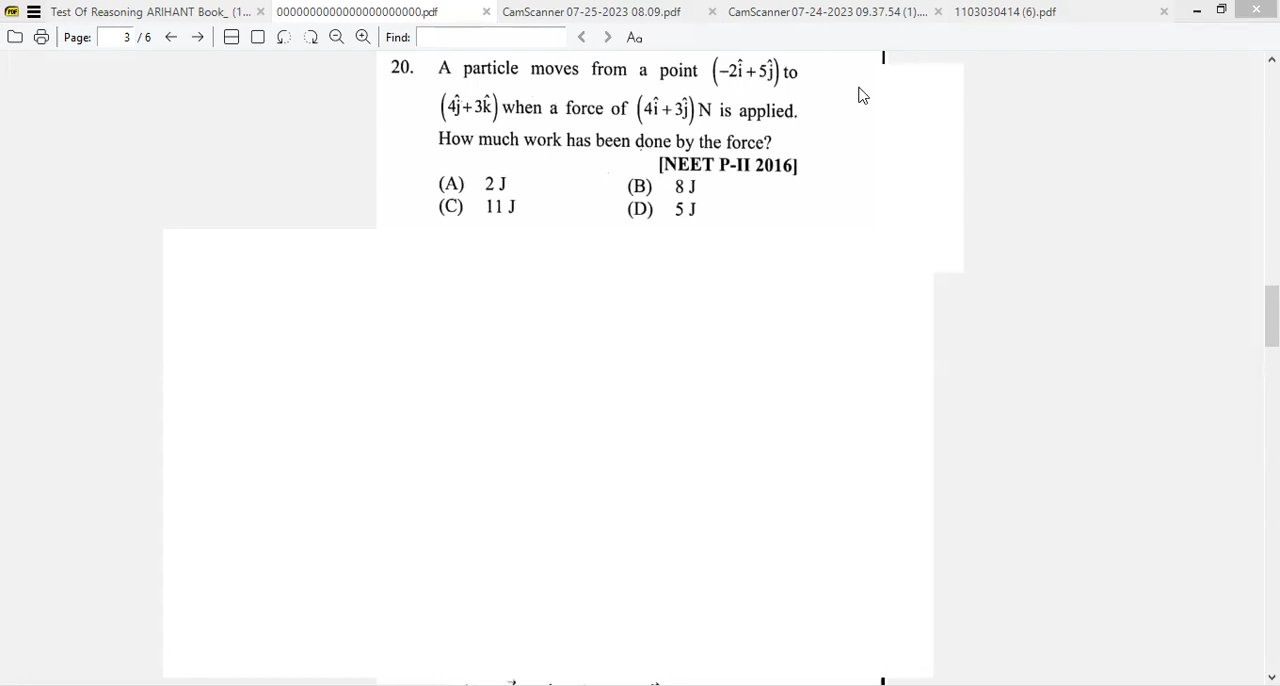 Test Of Reasoning ARIHANT Book_ (1...
0000000000000000000000.pdf
CamScanner 07-25-2023 08.09.pdf
CamScanner 07-24-2023 09.37.54 (1)....
1103030414 (6).pdf
Page: 3 / 6
Find:
Aa
20. A particle moves from a point (−2î + 5ĵ) to
(4ĵ + 3k̂) when a force of (4î + 3ĵ) N is applied.
How much work has been done by the force?
[NEET P-II 2016]
(A) 2 J (B) 8 J
(C) 11 J (D) 5 J